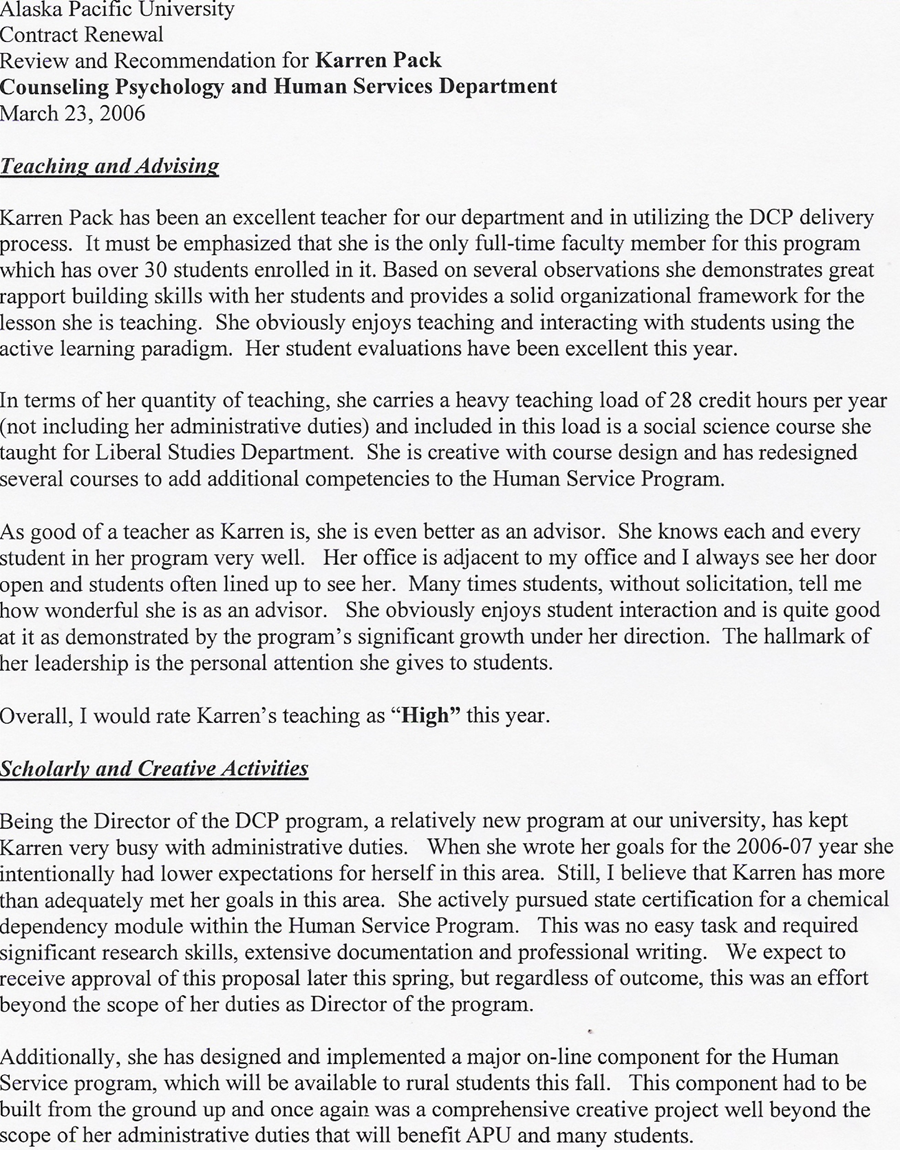 Alaska Pacific University
Contract Renewal
Review and Recommendation for Karren Pack
Counseling Psychology and Human Services Department
March 23, 2006
Teaching and Advising
Karren Pack has been an excellent teacher for our department and in utilizing the DCP delivery
process. It must be emphasized that she is the only full-time faculty member for this program
which has over 30 students enrolled in it. Based on several observations she demonstrates great
rapport building skills with her students and provides a solid organizational framework for the
lesson she is teaching. She obviously enjoys teaching and interacting with students using the
active learning paradigm. Her student evaluations have been excellent this year.
In terms of her quantity of teaching, she carries a heavy teaching load of 28 credit hours per year
(not including her administrative duties) and included in this load is a social science course she
taught for Liberal Studies Department. She is creative with course design and has redesigned
several courses to add additional competencies to the Human Service Program.
As good of a teacher as Karren is, she is even better as an advisor. She knows each and every
student in her program very well. Her office is adjacent to my office and I always see her door
open and students often lined up to see her. Many times students, without solicitation, tell me
how wonderful she is as an advisor. She obviously enjoys student interaction and is quite good
at it as demonstrated by the program's significant growth under her direction. The hallmark of
her leadership is the personal attention she gives to students.
Overall, I would rate Karren's teaching as “High” this year.
Scholarly and Creative Activities
Being the Director of the DCP program, a relatively new program at our university, has kept
Karren very busy with administrative duties. When she wrote her goals for the 2006-07 year she
intentionally had lower expectations for herself in this area. Still, I believe that Karren has more
than adequately met her goals in this area. She actively pursued state certification for a chemical
dependency module within the Human Service Program. This was no easy task and required
significant research skills, extensive documentation and professional writing. We expect to
receive approval of this proposal later this spring, but regardless of outcome, this was an effort
beyond the scope of her duties as Director of the program.
Additionally, she has designed and implemented a major on-line component for the Human
Service program, which will be available to rural students this fall. This component had to be
built from the ground up and once again was a comprehensive creative project well beyond the
scope of her administrative duties that will benefit APU and many students.